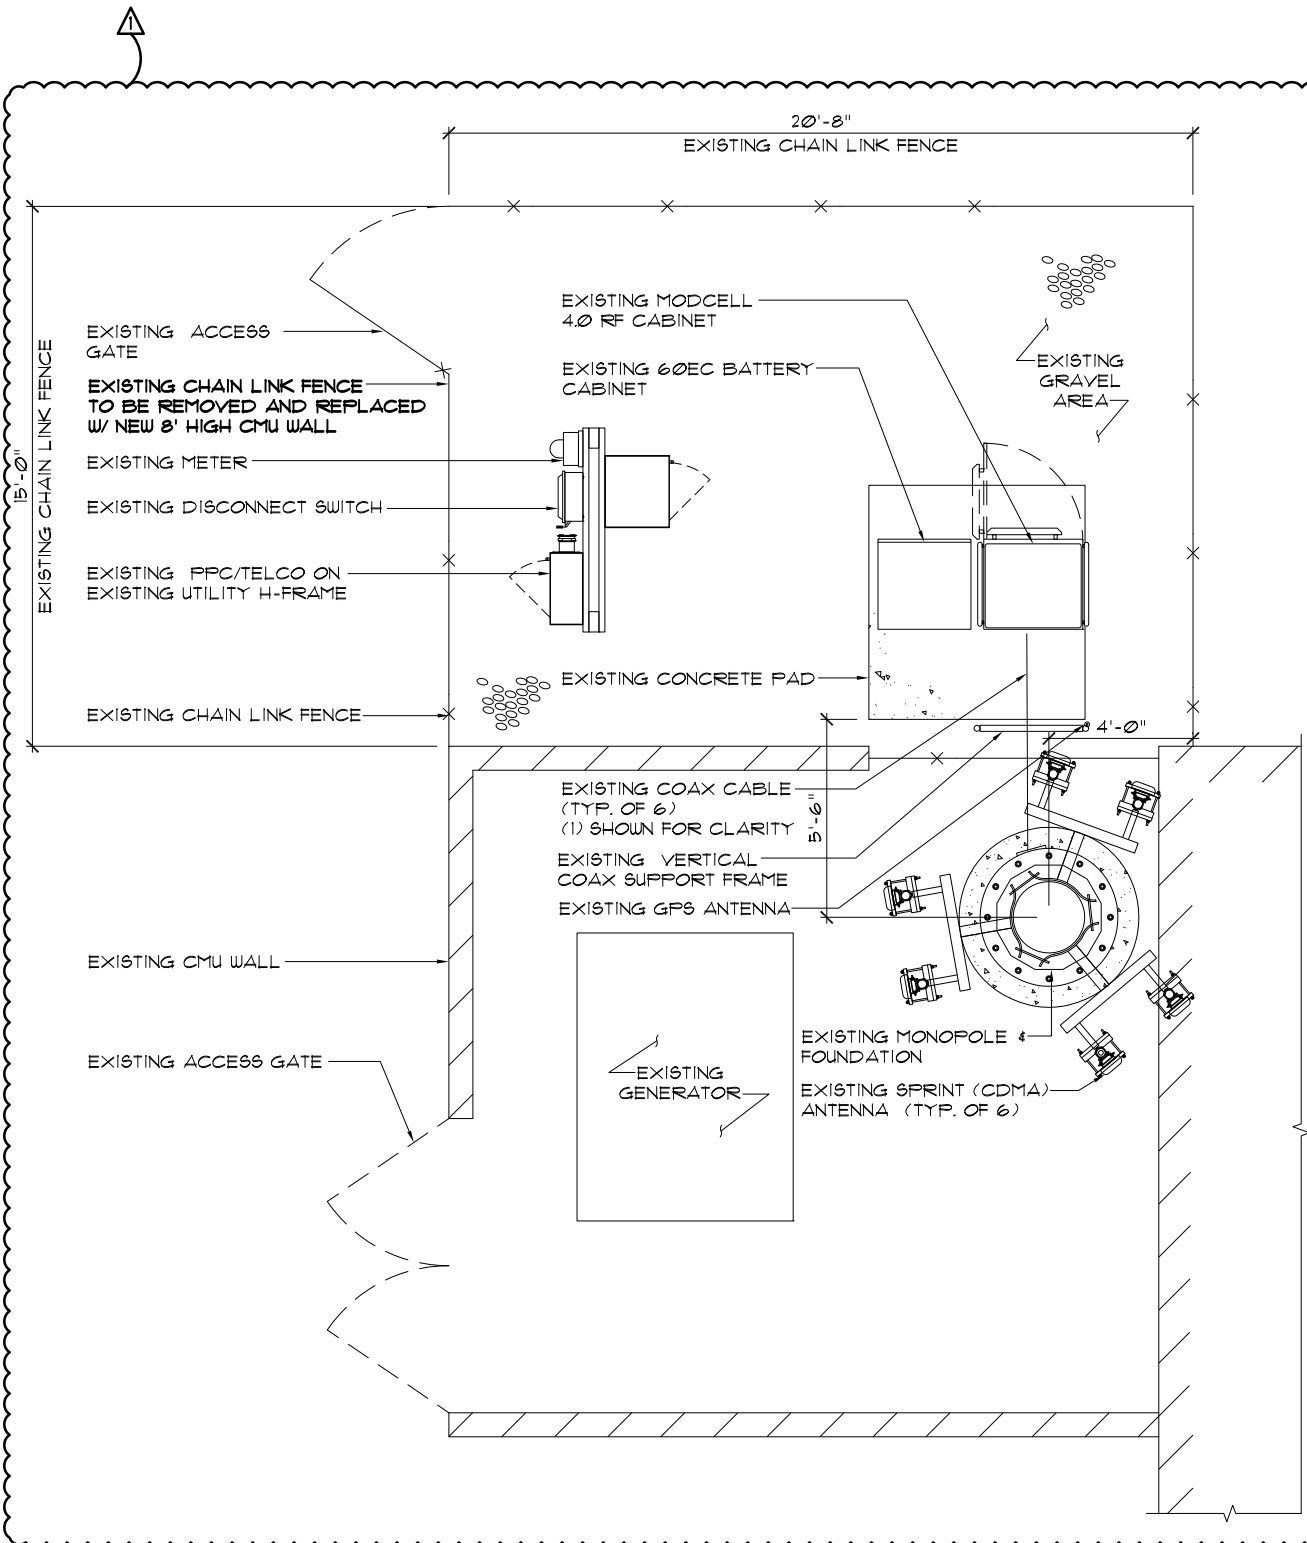 1
20'-8"
EXISTING CHAIN LINK FENCE
15'-0"
EXISTING CHAIN LINK FENCE
EXISTING ACCESS
GATE
EXISTING CHAIN LINK FENCE
TO BE REMOVED AND REPLACED
W/ NEW 8' HIGH CMU WALL
EXISTING METER
EXISTING DISCONNECT SWITCH
EXISTING PPC/TELCO ON
EXISTING UTILITY H-FRAME
EXISTING CHAIN LINK FENCE
EXISTING MODCELL
4.0 RF CABINET
EXISTING 60EC BATTERY
CABINET
EXISTING
GRAVEL
AREA
EXISTING CONCRETE PAD
4'-0"
EXISTING COAX CABLE
(TYP. OF 6)
(1) SHOWN FOR CLARITY
5'-6"
EXISTING VERTICAL
COAX SUPPORT FRAME
EXISTING GPS ANTENNA
EXISTING CMU WALL
EXISTING ACCESS GATE
EXISTING
GENERATOR
EXISTING MONOPOLE &
FOUNDATION
EXISTING SPRINT (CDMA)
ANTENNA (TYP. OF 6)